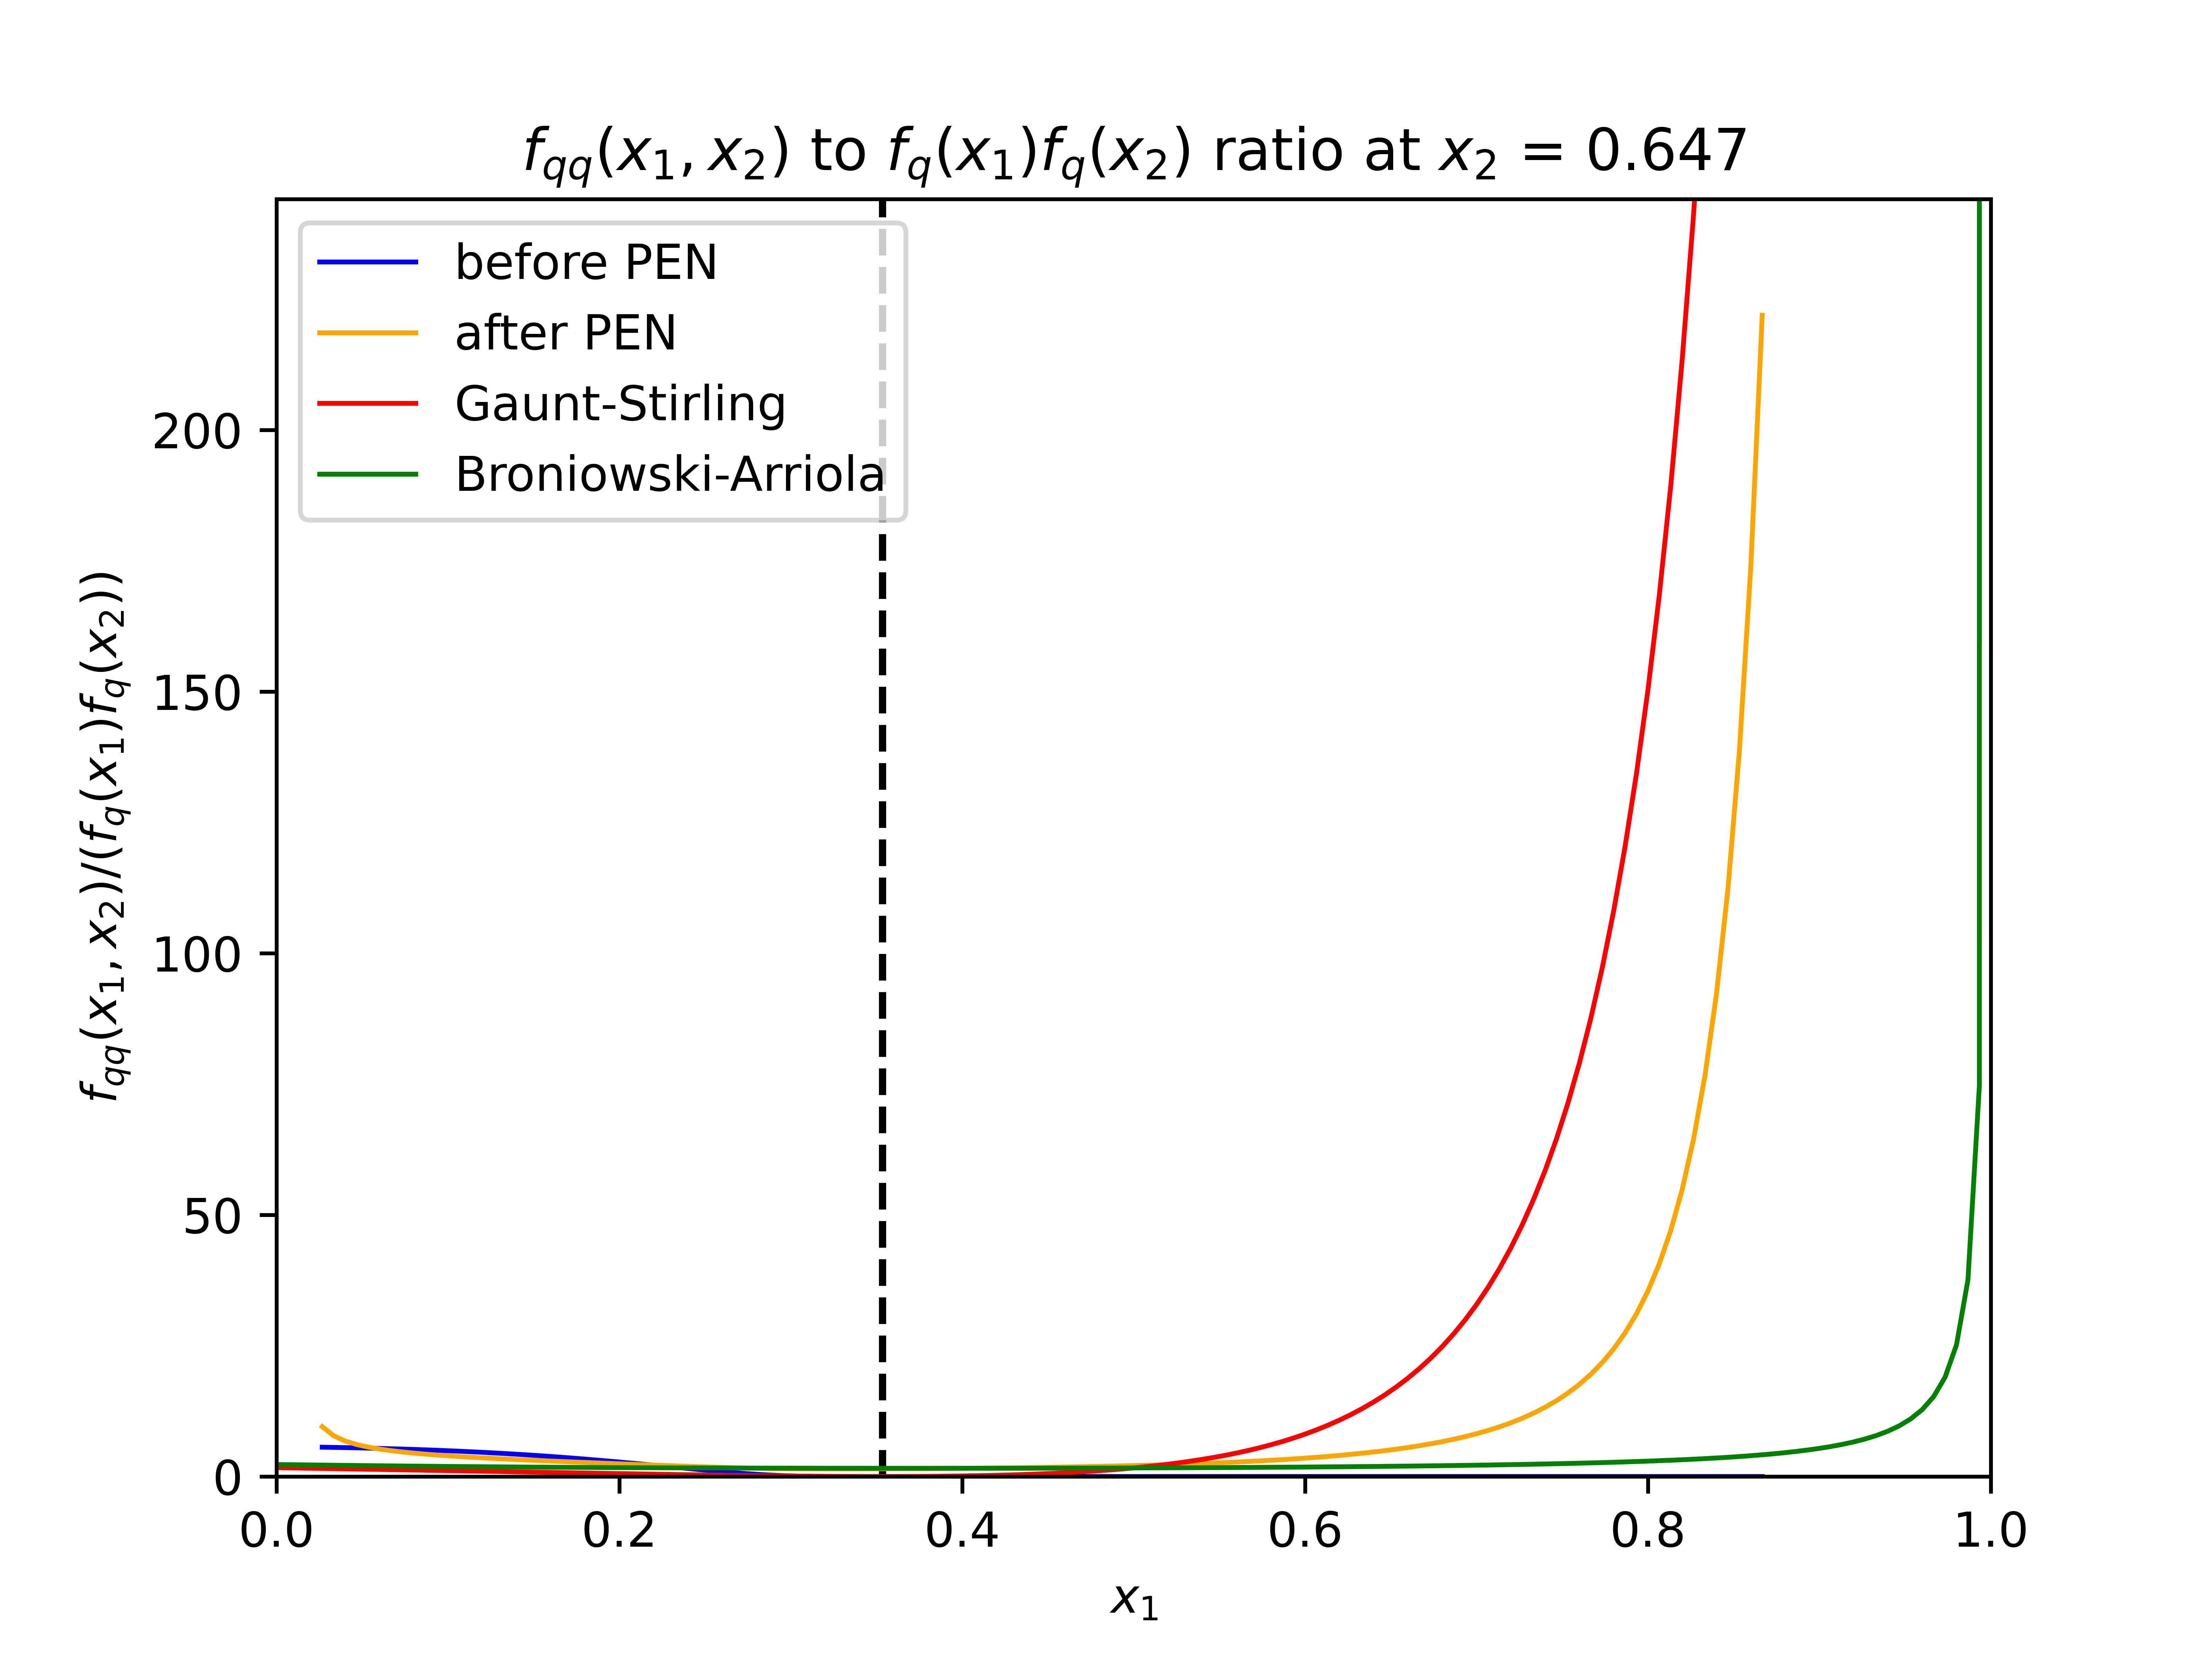 f_qq(x_1, x_2) to f_q(x_1)f_q(x_2) ratio at x_2 = 0.647
before PEN
after PEN
Gaunt-Stirling
Broniowski-Arriola
f_qq(x_1, x_2)/(f_q(x_1)f_q(x_2))
200
150
100
50
0
0.0 0.2 0.4 0.6 0.8 1.0
x_1